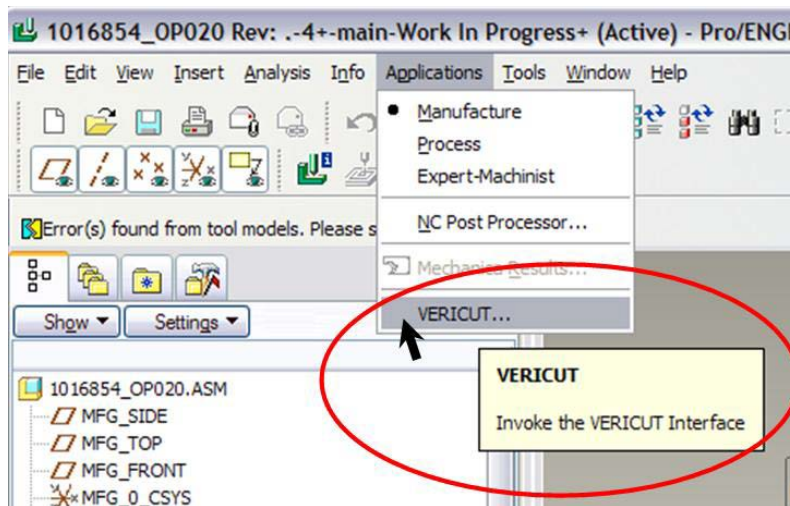 1016854_OP020 Rev: .-4+-main-Work In Progress+ (Active) - Pro/ENGI
File Edit View Insert Analysis Info Applications Tools Window Help
Manufacture
Process
Expert-Machinist
NC Post Processor...
Error(s) found from tool models. Please s
Mechanica Results...
Show Settings
VERICUT...
VERICUT
Invoke the VERICUT Interface
1016854_OP020.ASM
MFG_SIDE
MFG_TOP
MFG_FRONT
MFG_0_CSYS